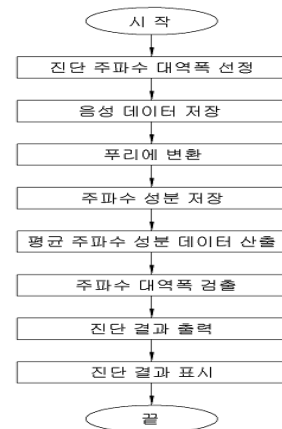 시 작
진단 주파수 대역폭 선정
음성 데이터 저장
푸리에 변환
주파수 성분 저장
평균 주파수 성분 데이터 산출
주파수 대역폭 검출
진단 결과 출력
진단 결과 표시
끝